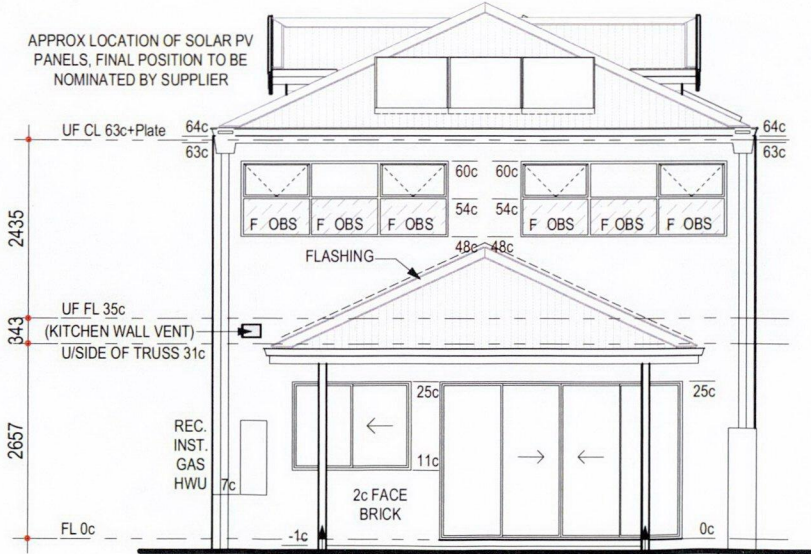 APPROX LOCATION OF SOLAR PV
PANELS, FINAL POSITION TO BE
NOMINATED BY SUPPLIER
UF CL 63c+Plate
64c
64c
63c
63c
60c
60c
54c
54c
F OBS
F OBS
F OBS
F OBS
F OBS
F OBS
48c
48c
2435
FLASHING
UF FL 35c
343
(KITCHEN WALL VENT)
U/SIDE OF TRUSS 31c
25c
25c
2657
REC.
INST.
GAS
HWU
7c
11c
2c FACE
BRICK
FL 0c
-1c
0c